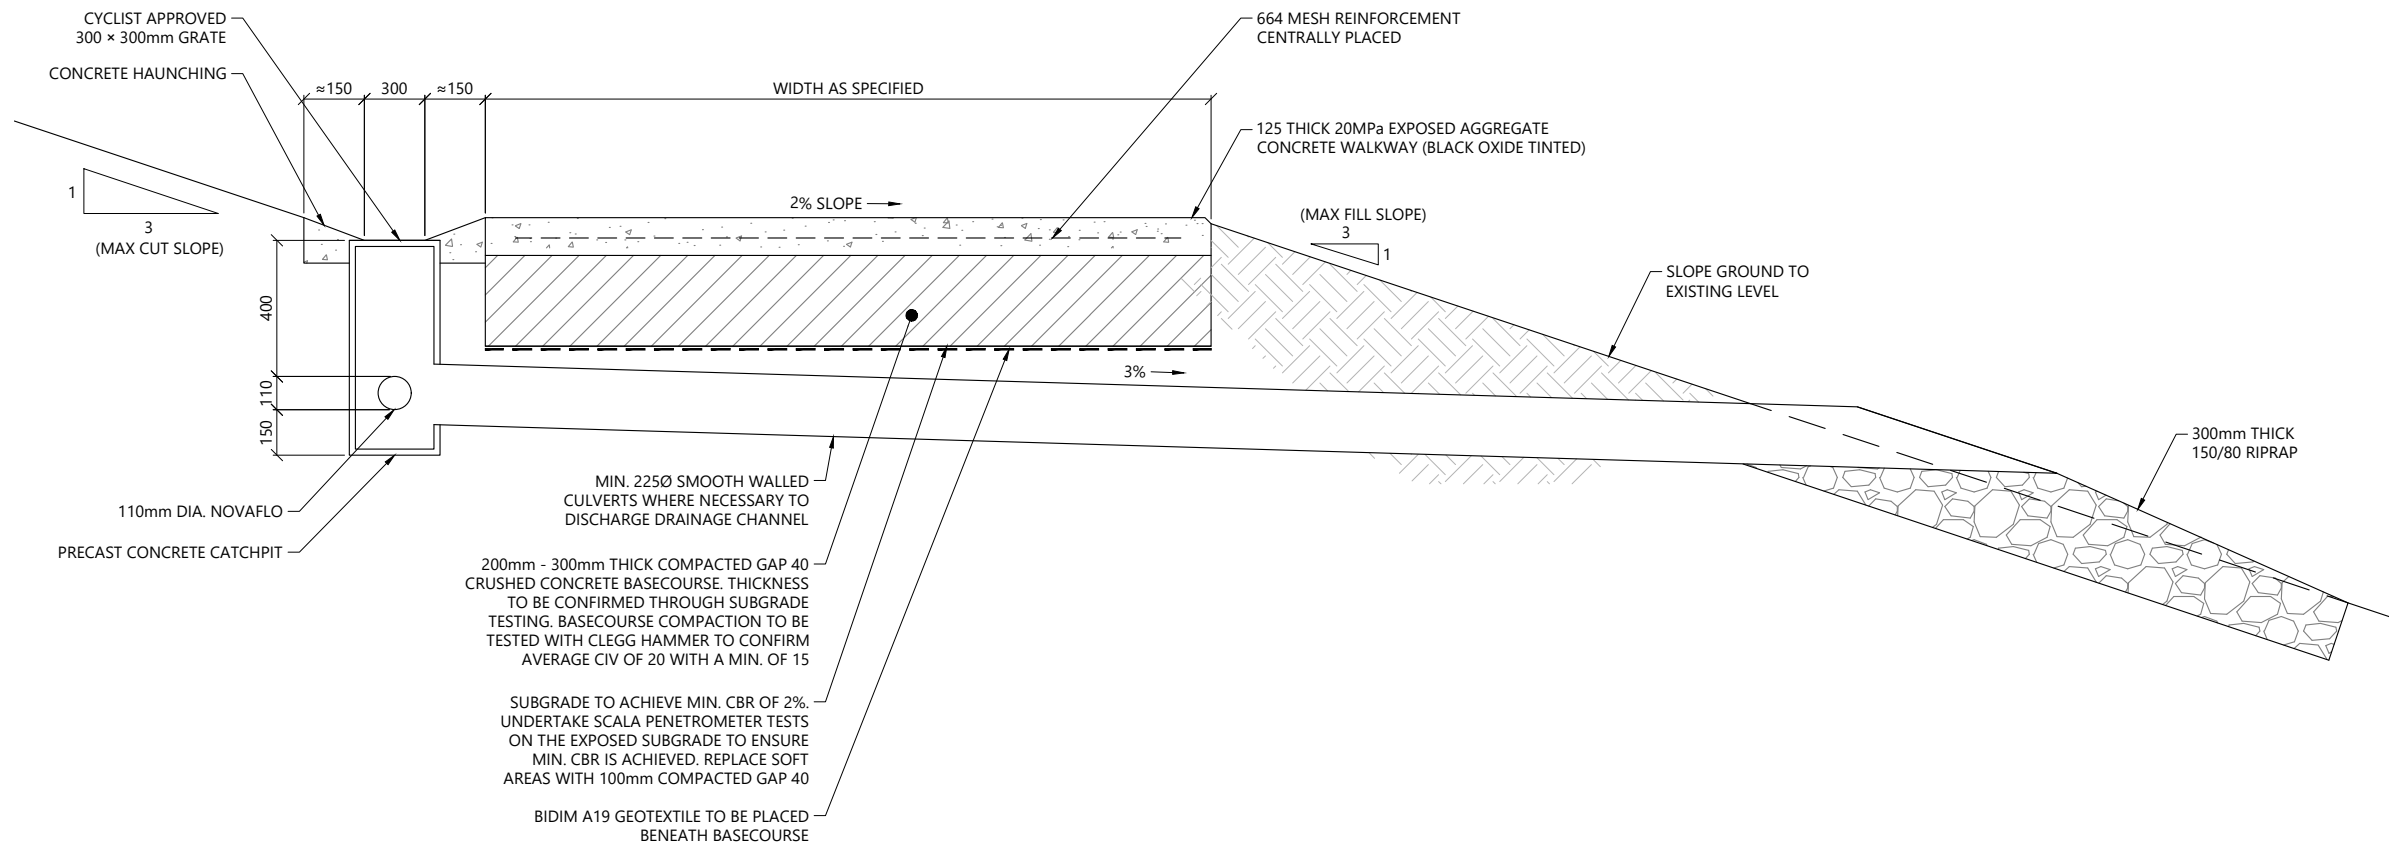 CYCLIST APPROVED
300 × 300mm GRATE
CONCRETE HAUNCHING
≈150
300
≈150
WIDTH AS SPECIFIED
664 MESH REINFORCEMENT
CENTRALLY PLACED
125 THICK 20MPa EXPOSED AGGREGATE
CONCRETE WALKWAY (BLACK OXIDE TINTED)
1
3
(MAX CUT SLOPE)
2% SLOPE
(MAX FILL SLOPE)
3
1
SLOPE GROUND TO
EXISTING LEVEL
400
110
150
3%
300mm THICK
150/80 RIPRAP
110mm DIA. NOVAFLO
PRECAST CONCRETE CATCHPIT
MIN. 225Ø SMOOTH WALLED
CULVERTS WHERE NECESSARY TO
DISCHARGE DRAINAGE CHANNEL
200mm - 300mm THICK COMPACTED GAP 40
CRUSHED CONCRETE BASECOURSE. THICKNESS
TO BE CONFIRMED THROUGH SUBGRADE
TESTING. BASECOURSE COMPACTION TO BE
TESTED WITH CLEGG HAMMER TO CONFIRM
AVERAGE CIV OF 20 WITH A MIN. OF 15
SUBGRADE TO ACHIEVE MIN. CBR OF 2%.
UNDERTAKE SCALA PENETROMETER TESTS
ON THE EXPOSED SUBGRADE TO ENSURE
MIN. CBR IS ACHIEVED. REPLACE SOFT
AREAS WITH 100mm COMPACTED GAP 40
BIDIM A19 GEOTEXTILE TO BE PLACED
BENEATH BASECOURSE